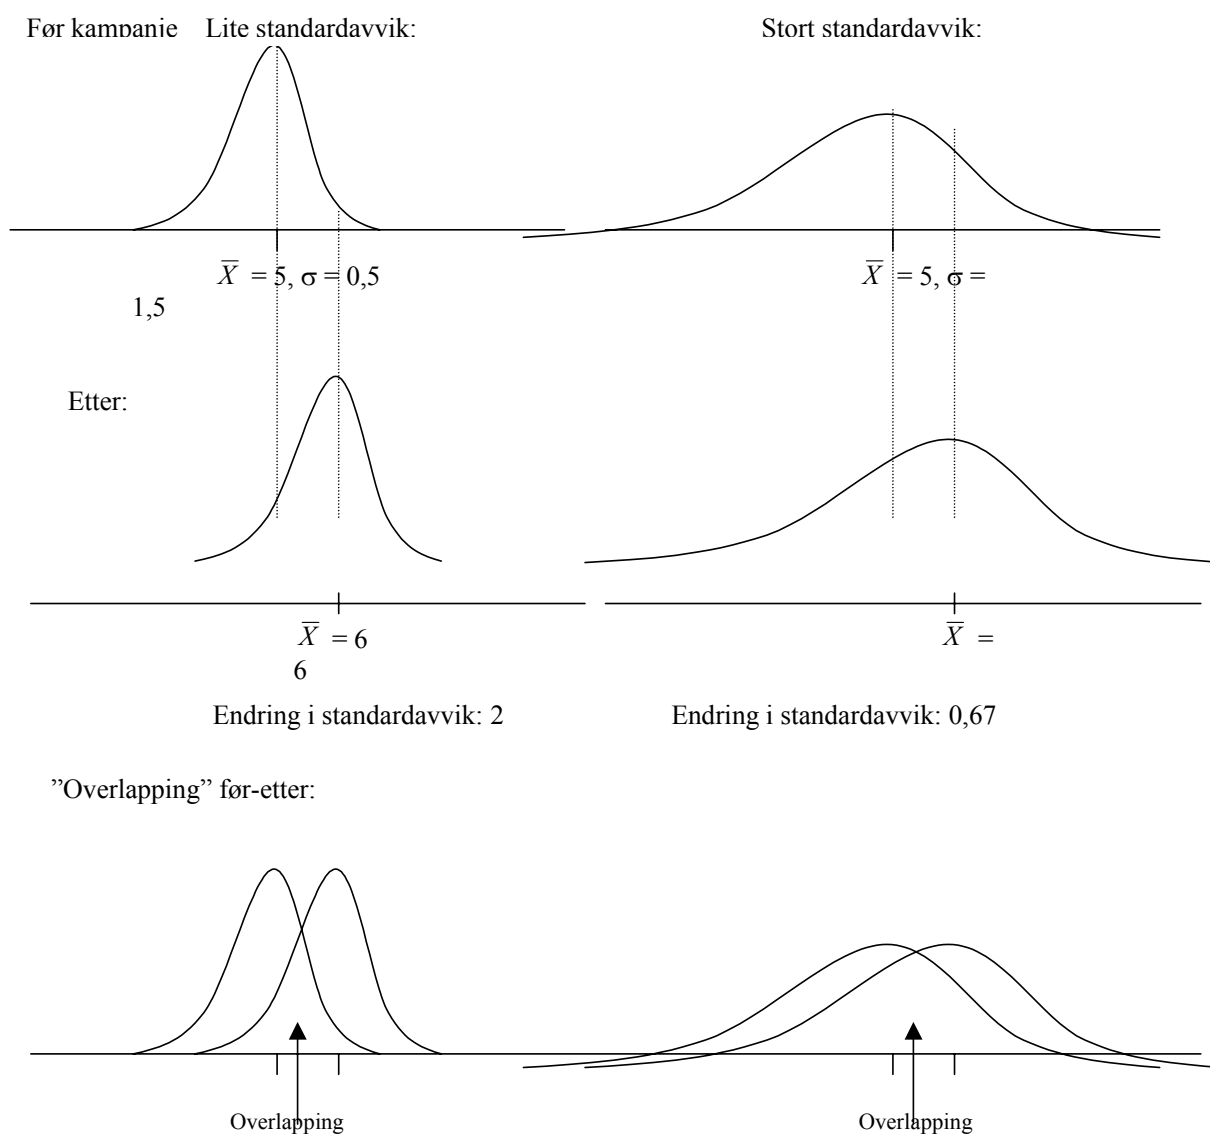 Før kampanje Lite standardavvik: Stort standardavvik:
X̅ = 5, σ = 0,5 X̅ = 5, σ =
1,5
Etter:
X̅ = 6 X̅ =
6
Endring i standardavvik: 2 Endring i standardavvik: 0,67
”Overlapping” før-etter:
Overlapping Overlapping